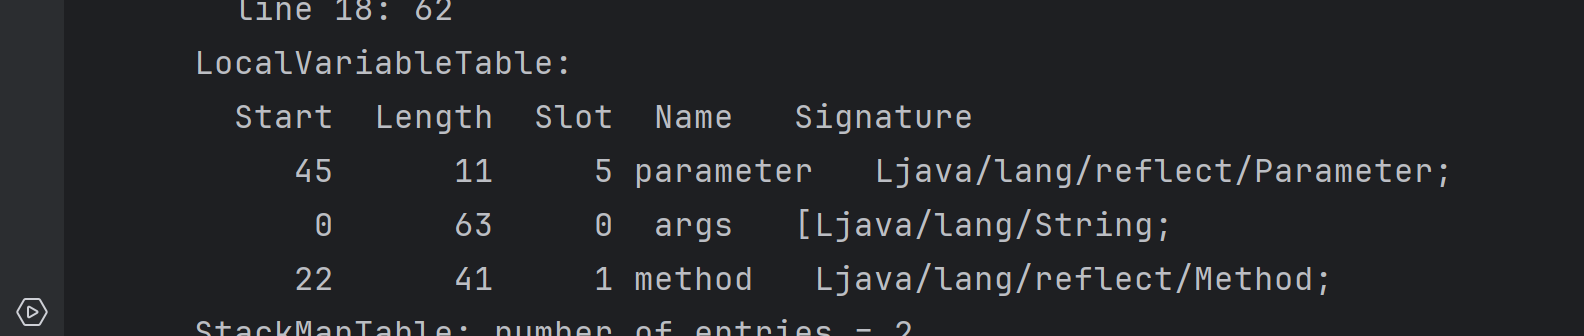 line 18: 62
LocalVariableTable:
Start  Length  Slot  Name   Signature
45      11     5 parameter   Ljava/lang/reflect/Parameter;
0      63     0  args   [Ljava/lang/String;
22      41     1 method   Ljava/lang/reflect/Method;
StackMapTable: number of entries = 2